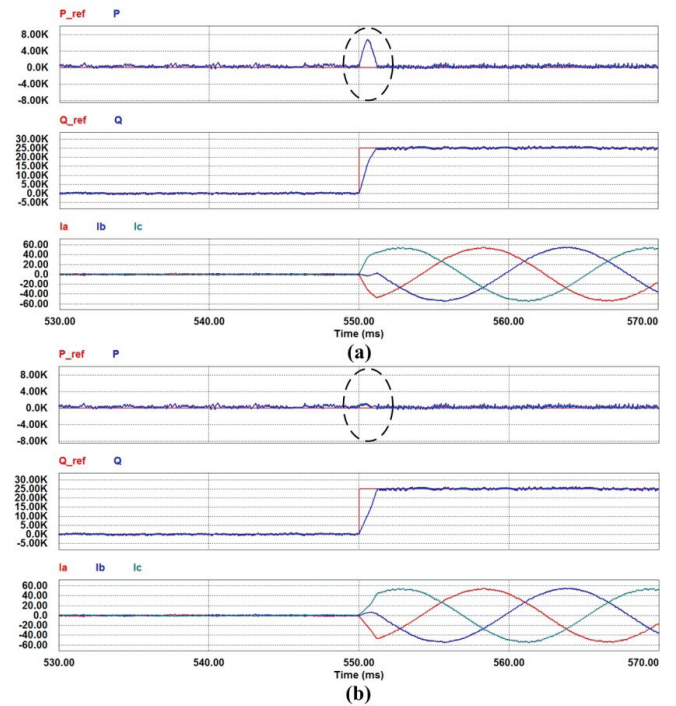 P_ref P
8.00K
4.00K
0.0K
-4.00K
-8.00K
Q_ref Q
30.00K
25.00K
20.00K
15.00K
10.00K
5.00K
0.0K
-5.00K
Ia Ib Ic
60.00
40.00
20.00
0.0
-20.00
-40.00
-60.00
530.00 540.00 550.00 560.00 570.00
Time (ms)
(a)
P_ref P
8.00K
4.00K
0.0K
-4.00K
-8.00K
Q_ref Q
30.00K
25.00K
20.00K
15.00K
10.00K
5.00K
0.0K
-5.00K
Ia Ib Ic
60.00
40.00
20.00
0.0
-20.00
-40.00
-60.00
530.00 540.00 550.00 560.00 570.00
Time (ms)
(b)